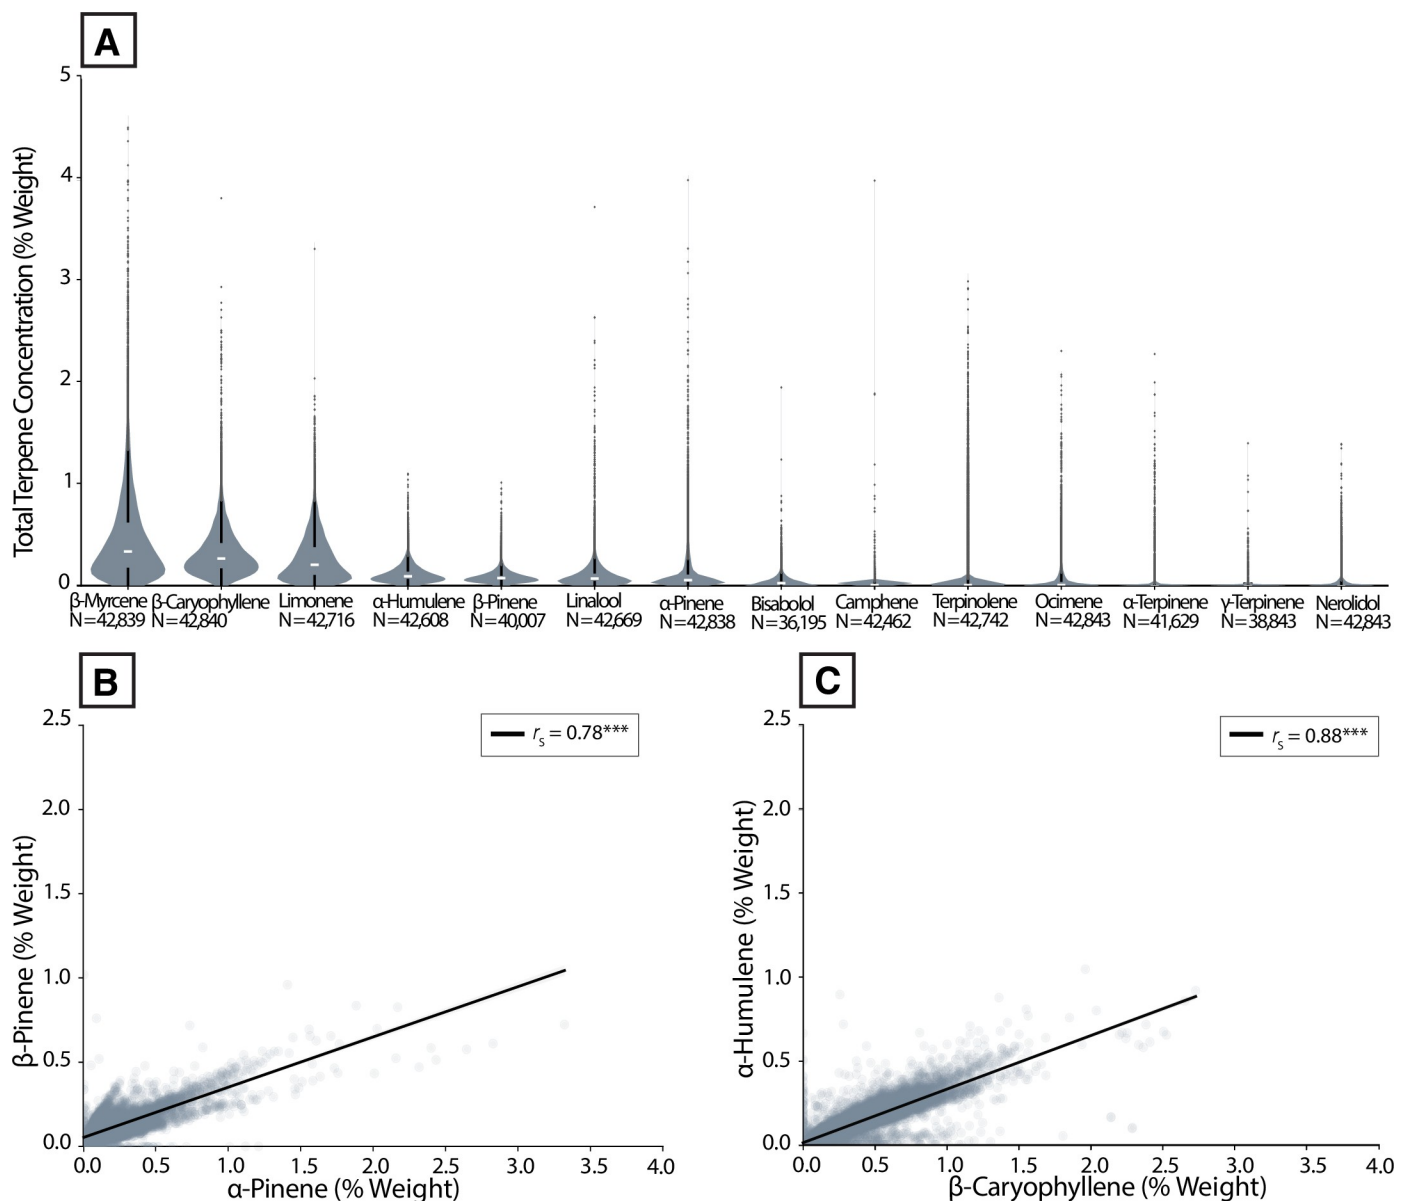 A
Total Terpene Concentration (% Weight)
5
4
3
2
1
0
β-Myrcene β-Caryophyllene Limonene α-Humulene β-Pinene Linalool α-Pinene Bisabolol Camphene Terpinolene Ocimene α-Terpinene γ-Terpinene Nerolidol
N=42,839 N=42,840 N=42,716 N=42,608 N=40,007 N=42,669 N=42,838 N=36,195 N=42,462 N=42,742 N=42,843 N=41,629 N=38,843 N=42,843
B
β-Pinene (% Weight)
2.5
2.0
1.5
1.0
0.5
0.0
rs = 0.78***
0.0 0.5 1.0 1.5 2.0 2.5 3.0 3.5 4.0
α-Pinene (% Weight)
C
α-Humulene (% Weight)
2.5
2.0
1.5
1.0
0.5
0.0
rs = 0.88***
0.0 0.5 1.0 1.5 2.0 2.5 3.0 3.5 4.0
β-Caryophyllene (% Weight)